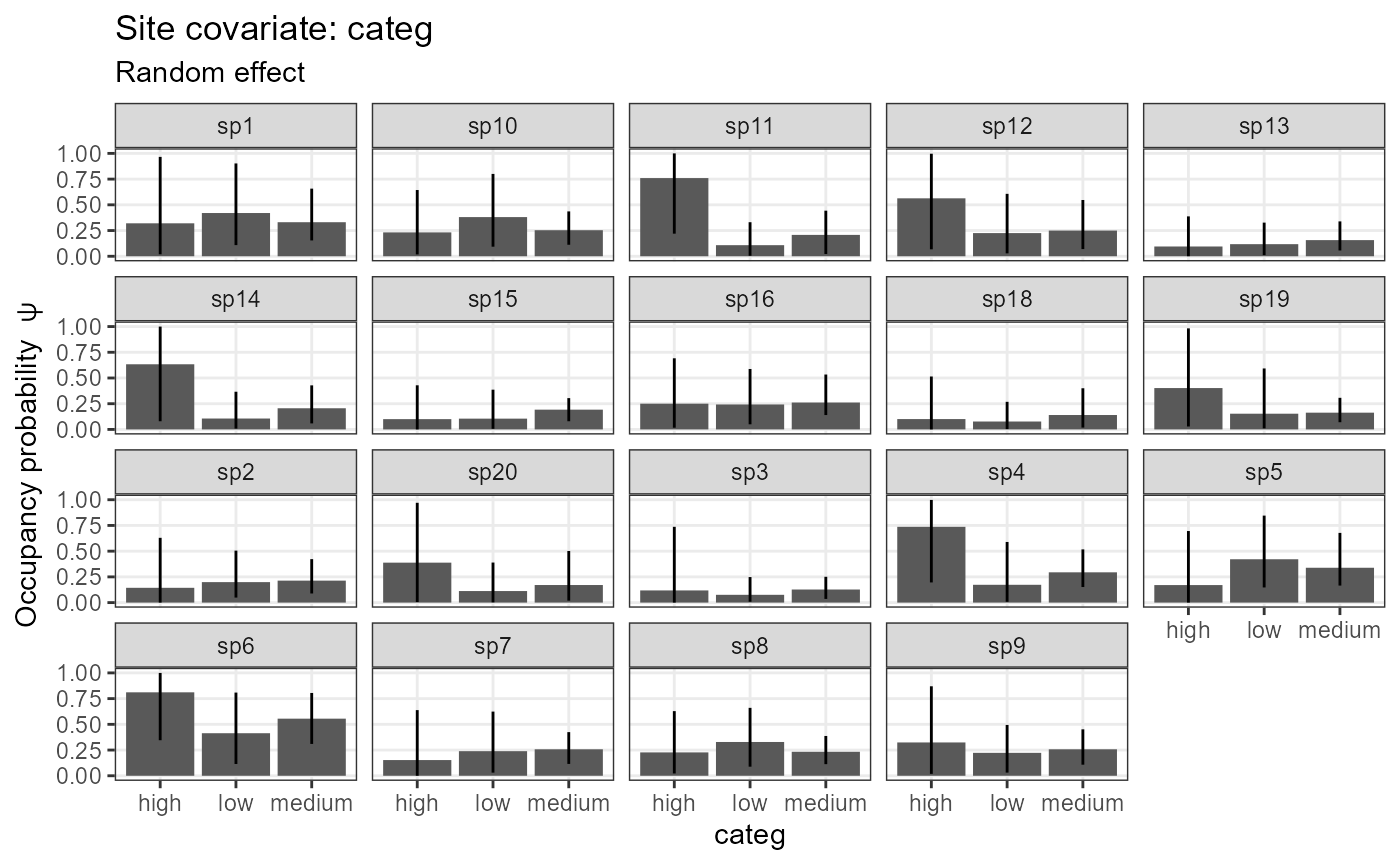 Site covariate: categ
Random effect
sp1 sp10 sp11 sp12 sp13
1.00
0.75
0.50
0.25
0.00
sp14 sp15 sp16 sp18 sp19
1.00
0.75
0.50
0.25
0.00
sp2 sp20 sp3 sp4 sp5
1.00
0.75
0.50
0.25
0.00
high low medium
sp6 sp7 sp8 sp9
1.00
0.75
0.50
0.25
0.00
high low medium high low medium high low medium high low medium
categ
Occupancy probability ψ